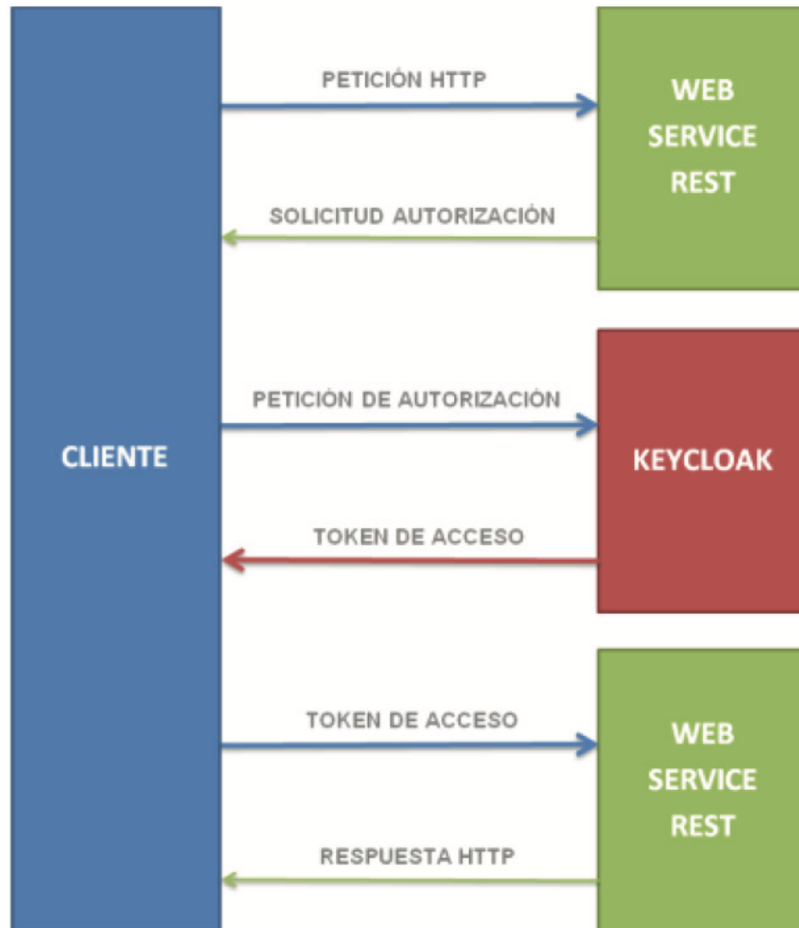 PETICIÓN HTTP
WEB
SERVICE
REST
SOLICITUD AUTORIZACIÓN
PETICIÓN DE AUTORIZACIÓN
CLIENTE
KEYCLOAK
TOKEN DE ACCESO
TOKEN DE ACCESO
WEB
SERVICE
REST
RESPUESTA HTTP